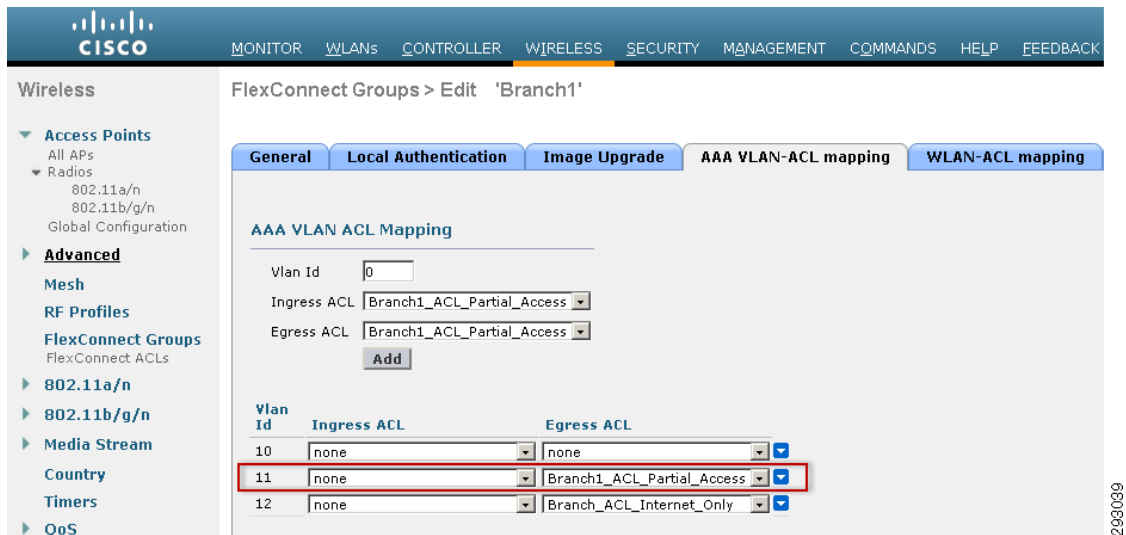 CISCO
MONITOR WLANs CONTROLLER WIRELESS SECURITY MANAGEMENT COMMANDS HELP FEEDBACK
Wireless
Access Points
All APs
Radios
802.11a/n
802.11b/g/n
Global Configuration
Advanced
Mesh
RF Profiles
FlexConnect Groups
FlexConnect ACLs
802.11a/n
802.11b/g/n
Media Stream
Country
Timers
QoS
FlexConnect Groups > Edit 'Branch1'
General Local Authentication Image Upgrade AAA VLAN-ACL mapping WLAN-ACL mapping
AAA VLAN ACL Mapping
Vlan Id 0
Ingress ACL Branch1_ACL_Partial_Access
Egress ACL Branch1_ACL_Partial_Access
Add
Vlan
Id Ingress ACL Egress ACL
10 none none
11 none Branch1_ACL_Partial_Access
12 none Branch_ACL_Internet_Only
293039